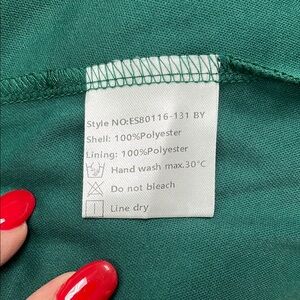 Style NO:ES80116-131 BY
Shell: 100%Polyester
Lining: 100%Polyester
Hand wash max.30°C
Do not bleach
Line dry